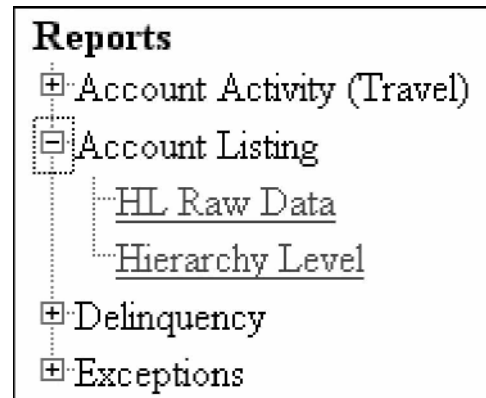 Reports
Account Activity (Travel)
Account Listing
HL Raw Data
Hierarchy Level
Delinquency
Exceptions